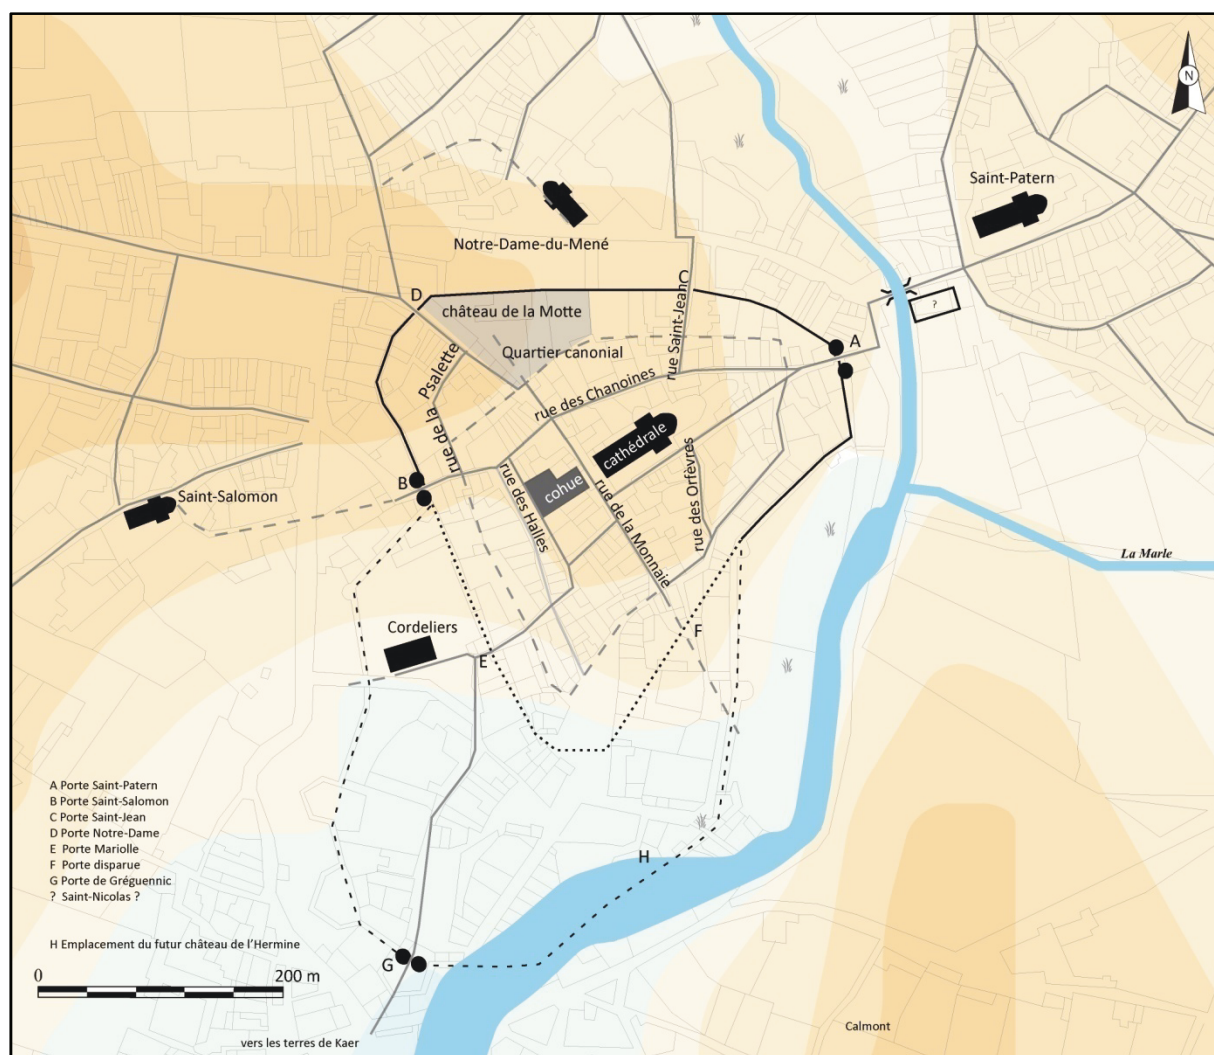 N
Saint-Patern
Notre-Dame-du-Mené
C
D
château de la Motte
rue Saint-Jean
?
A
Quartier canonial
rue de la Psalette
rue des Chanoines
cathédrale
B
Saint-Salomon
cohue
rue des Halles
rue de la Monnaie
rue des Orfèvres
La Marle
Cordeliers
E
F
A Porte Saint-Patern
B Porte Saint-Salomon
C Porte Saint-Jean
D Porte Notre-Dame
E Porte Mariolle
F Porte disparue
G Porte de Gréguennic
? Saint-Nicolas ?
H
H Emplacement du futur château de l'Hermine
G
0 200 m
Calmont
vers les terres de Kaer